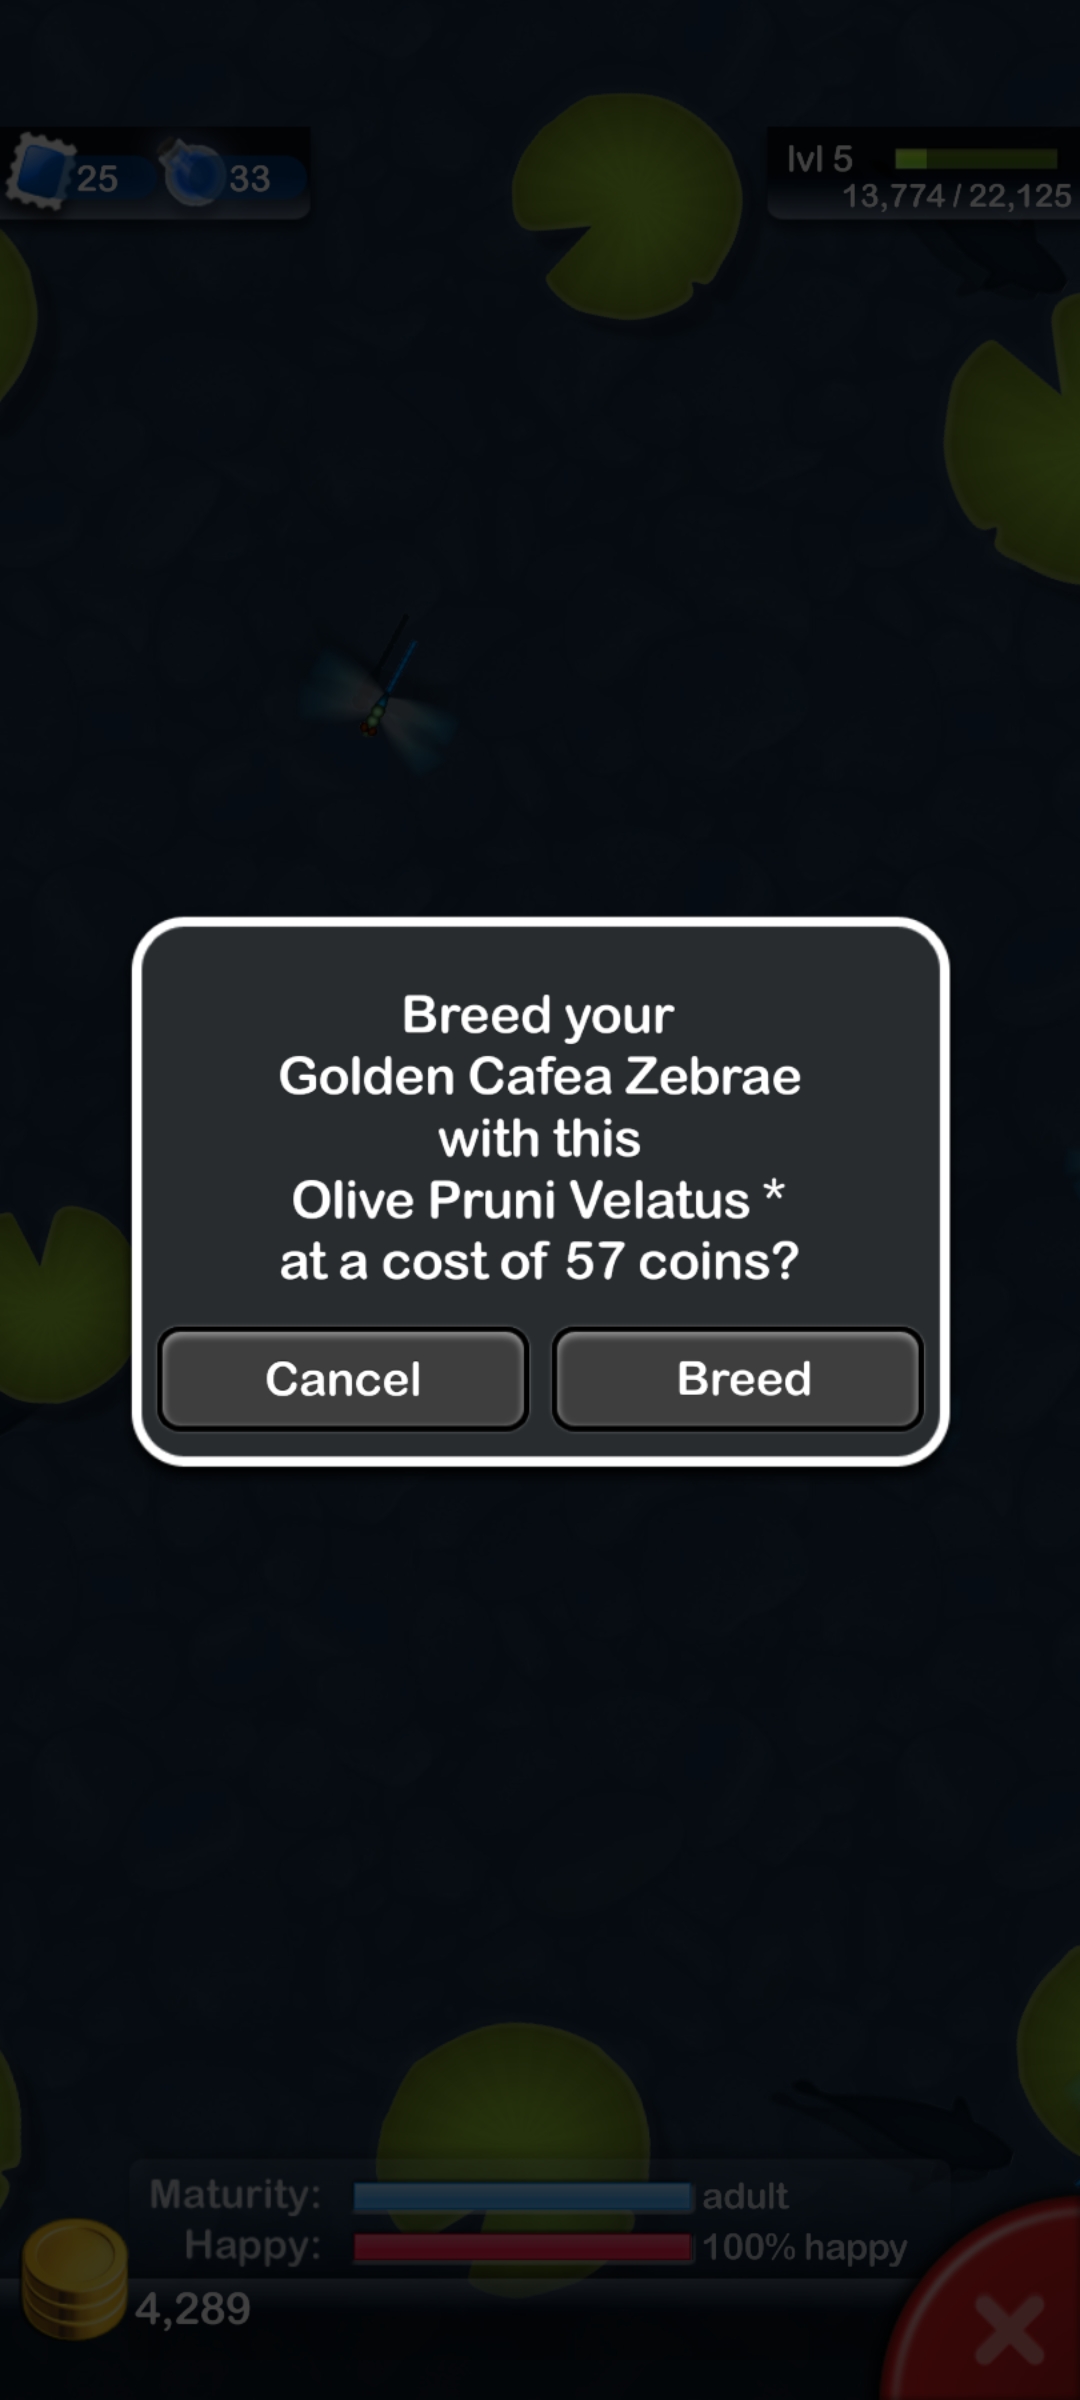 25
33
lvl 5
13,774 / 22,125
Breed your
Golden Cafea Zebrae
with this
Olive Pruni Velatus *
at a cost of 57 coins?
Cancel
Breed
Maturity: adult
Happy: 100% happy
4,289